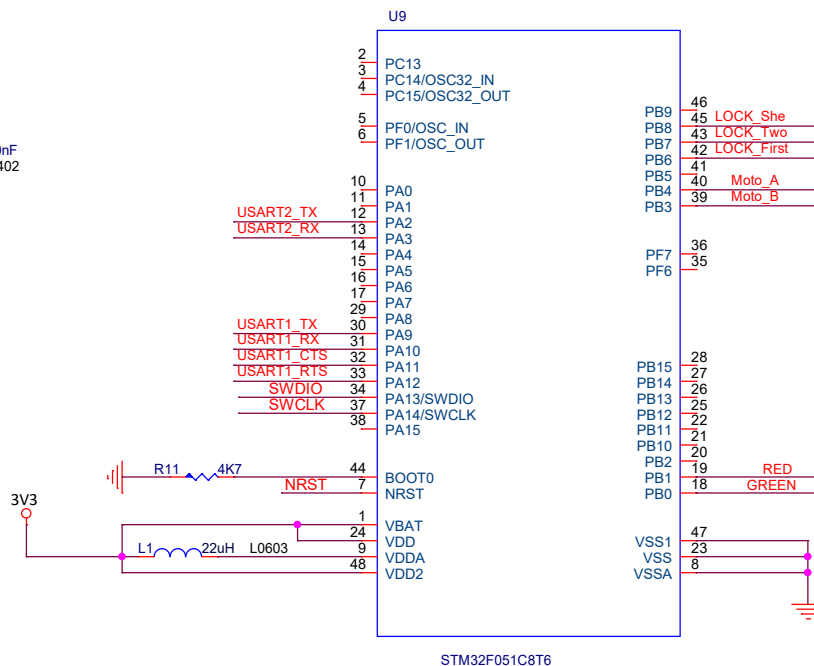 U9
2
PC13
3
PC14/OSC32_IN
4
PC15/OSC32_OUT
5
PF0/OSC_IN
6
PF1/OSC_OUT
402
10
PA0
11
PA1
USART2_TX 12
PA2
USART2_RX 13
PA3
14
PA4
15
PA5
16
PA6
17
PA7
29
PA8
USART1_TX 30
PA9
USART1_RX 31
PA10
USART1_CTS 32
PA11
USART1_RTS 33
PA12
SWDIO 34
PA13/SWDIO
SWCLK 37
PA14/SWCLK
38
PA15
R11 4K7 44
BOOT0
NRST 7
NRST
3V3
1
VBAT
24
VDD
L1 22uH L0603 9
VDDA
48
VDD2
46
PB9
45 LOCK_She
PB8
43 LOCK_Two
PB7
42 LOCK_First
PB6
41
PB5
40 Moto_A
PB4
39 Moto_B
PB3
36
PF7
35
PF6
28
PB15
27
PB14
26
PB13
25
PB12
22
PB11
21
PB10
20
PB2
19 RED
PB1
18 GREEN
PB0
47
VSS1
23
VSS
8
VSSA
STM32F051C8T6